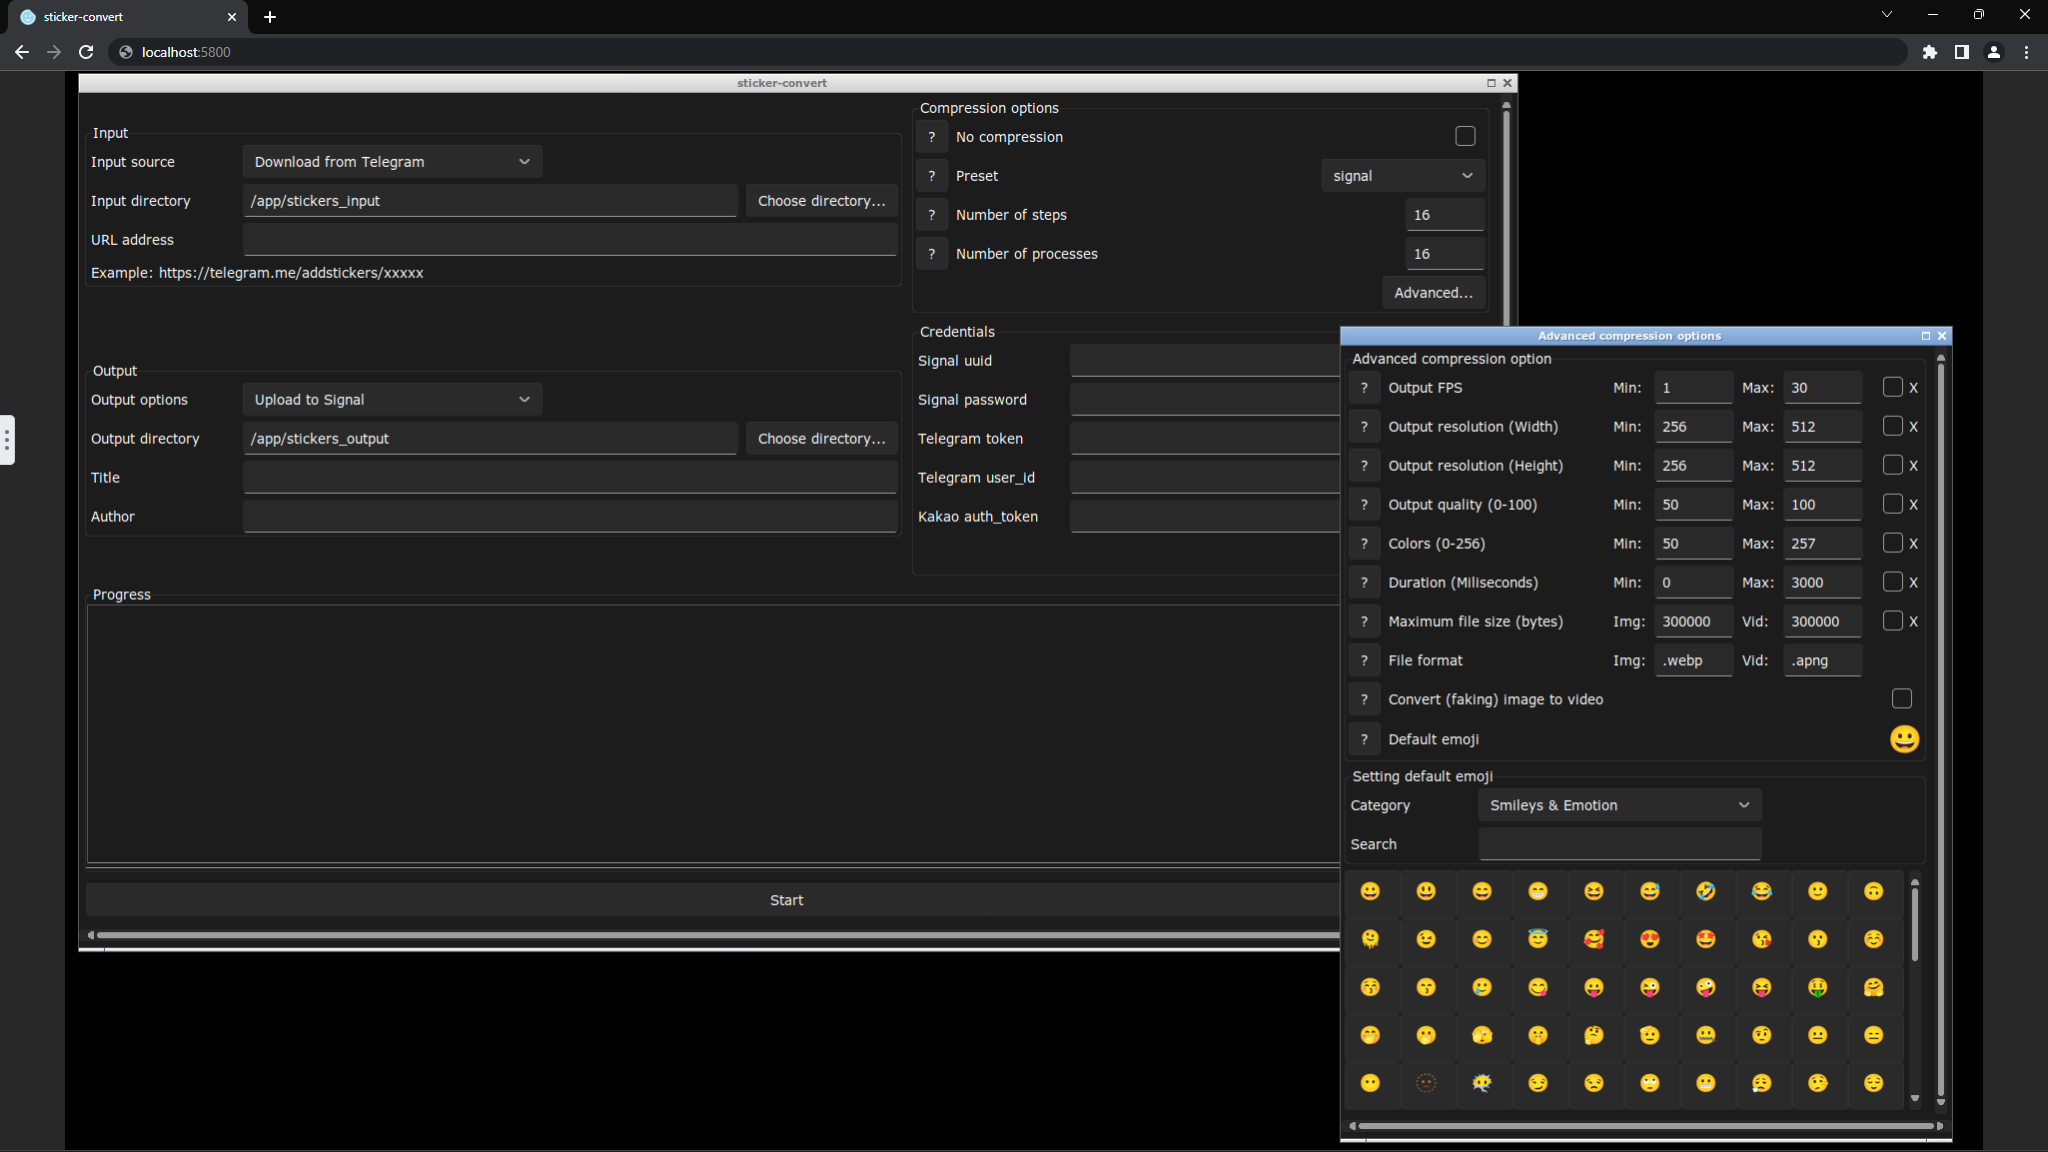 sticker-convert
localhost:5800
sticker-convert
Input
Input source Download from Telegram
Input directory /app/stickers_input Choose directory...
URL address
Example: https://telegram.me/addstickers/xxxxx
Output
Output options Upload to Signal
Output directory /app/stickers_output Choose directory...
Title
Author
Compression options
? No compression
? Preset signal
? Number of steps 16
? Number of processes 16
Advanced...
Credentials
Signal uuid
Signal password
Telegram token
Telegram user_id
Kakao auth_token
Progress
Start
Advanced compression options
Advanced compression option
? Output FPS Min: 1 Max: 30 X
? Output resolution (Width) Min: 256 Max: 512 X
? Output resolution (Height) Min: 256 Max: 512 X
? Output quality (0-100) Min: 50 Max: 100 X
? Colors (0-256) Min: 50 Max: 257 X
? Duration (Miliseconds) Min: 0 Max: 3000 X
? Maximum file size (bytes) Img: 300000 Vid: 300000 X
? File format Img: .webp Vid: .apng
? Convert (faking) image to video
? Default emoji
Setting default emoji
Category Smileys & Emotion
Search